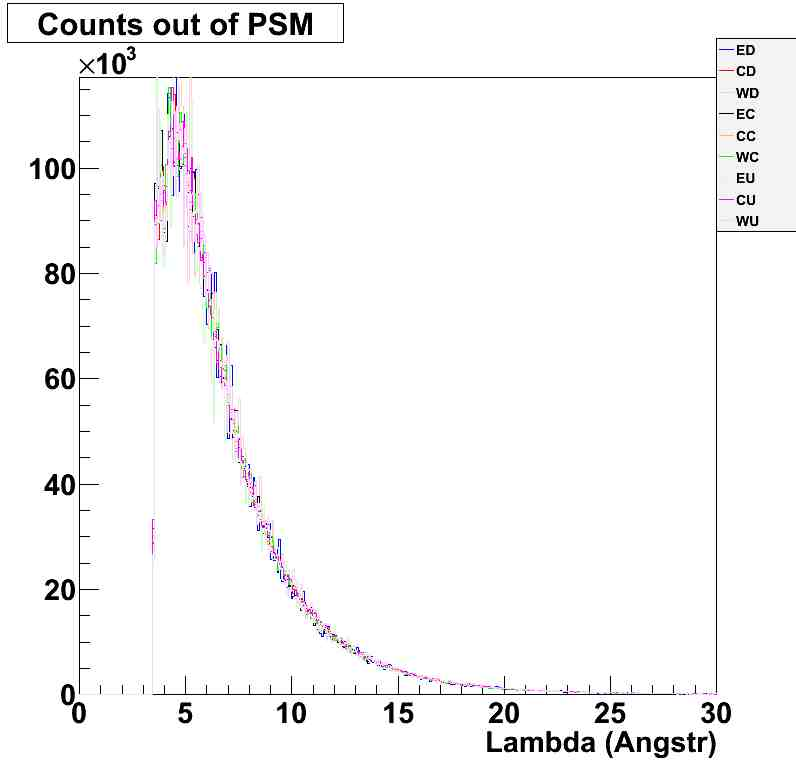 Counts out of PSM
×10³
100
80
60
40
20
0
0 5 10 15 20 25 30
Lambda (Angstr)
ED
CD
WD
EC
CC
WC
EU
CU
WU